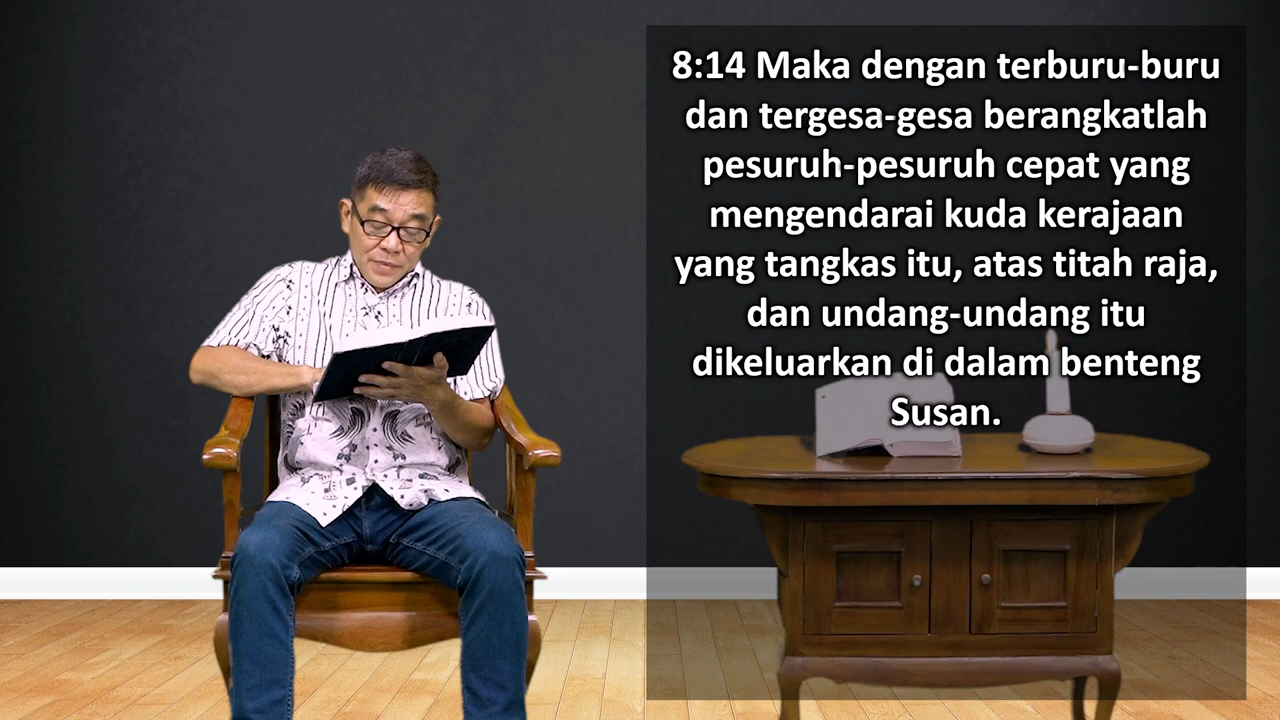 8:14 Maka dengan terburu-buru
dan tergesa-gesa berangkatlah
pesuruh-pesuruh cepat yang
mengendarai kuda kerajaan
yang tangkas itu, atas titah raja,
dan undang-undang itu
dikeluarkan di dalam benteng
Susan.